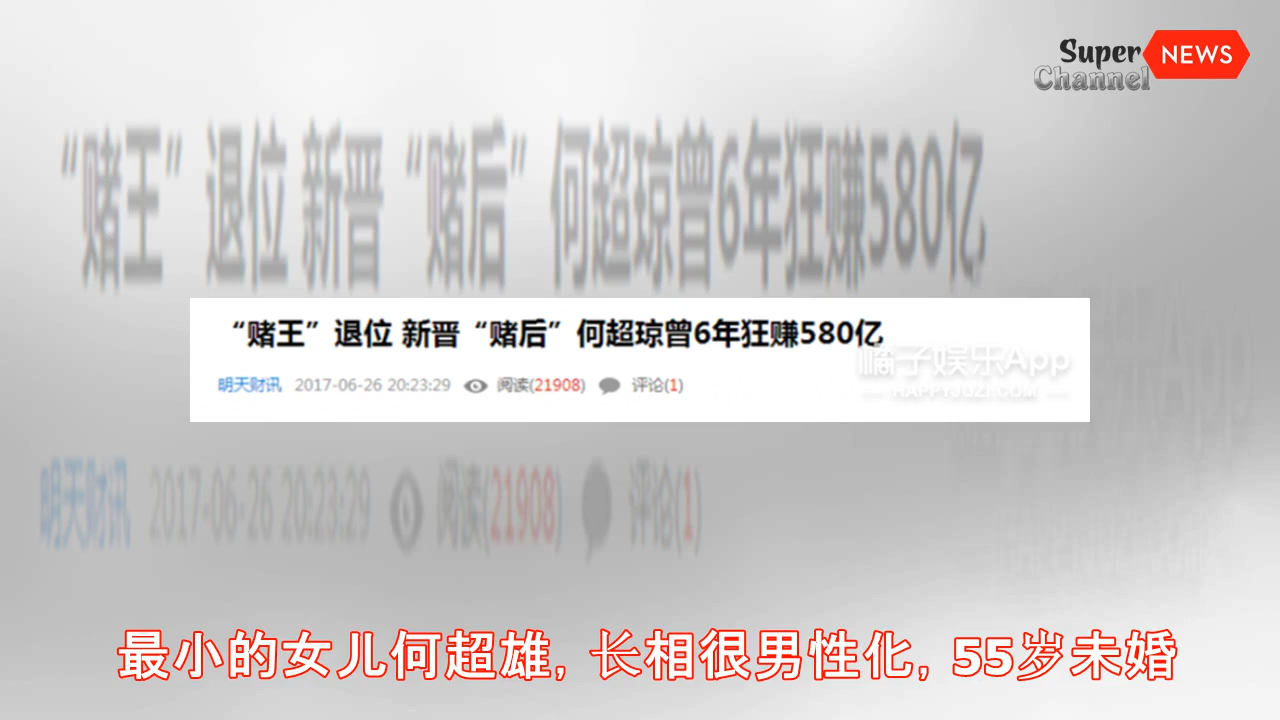 Super
Channel
NEWS
“赌王”退位 新晋“赌后”何超琼曾6年狂赚580亿
“赌王”退位 新晋“赌后”何超琼曾6年狂赚580亿
明天财讯 2017-06-26 20:23:29 阅读(21908) 评论(1)
橘子娱乐App
HAPPYJUZI.COM
明天财讯 2017-06-26 20:23:29 阅读(21908) 评论(1)
最小的女儿何超雄, 长相很男性化, 55岁未婚